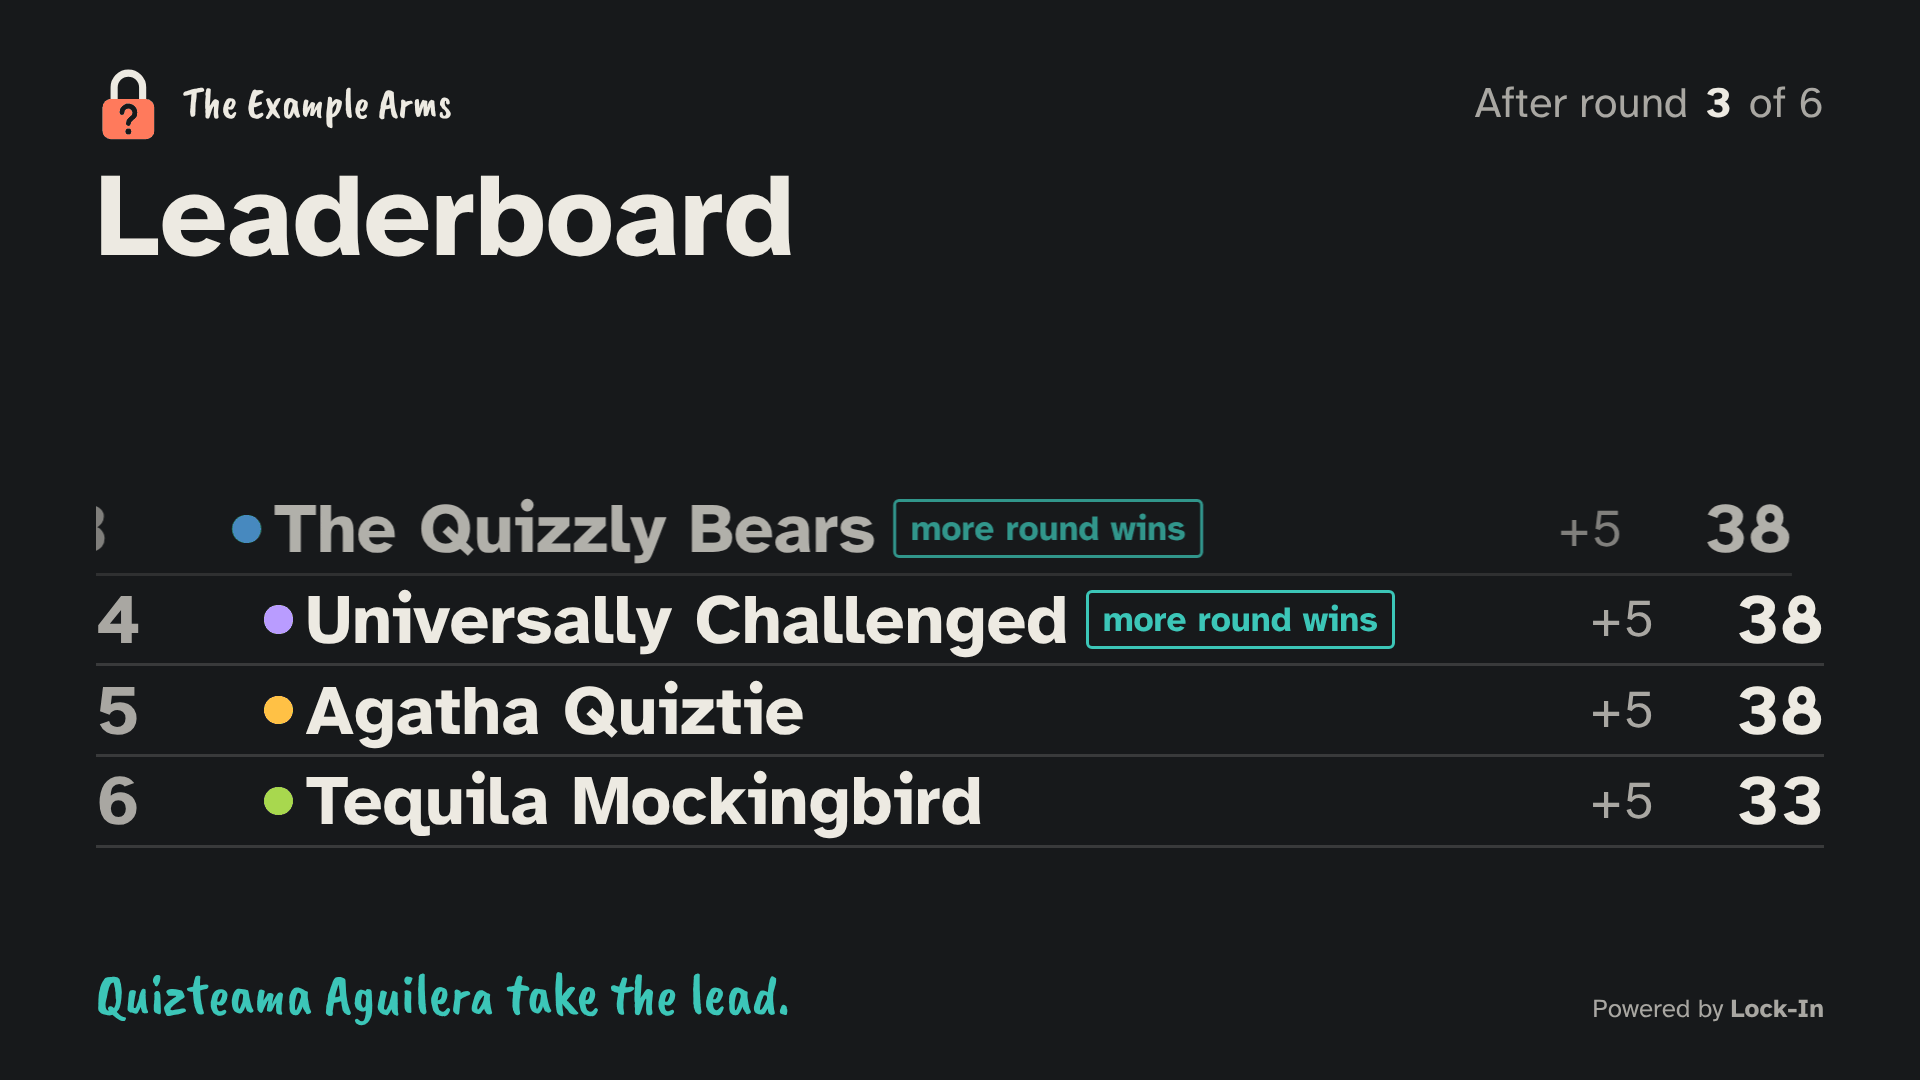 ?
The Example Arms
After round 3 of 6
Leaderboard
The Quizzly Bears more round wins +5 38
4 Universally Challenged more round wins +5 38
5 Agatha Quiztie +5 38
6 Tequila Mockingbird +5 33
Quizteama Aguilera take the lead.
Powered by Lock-In